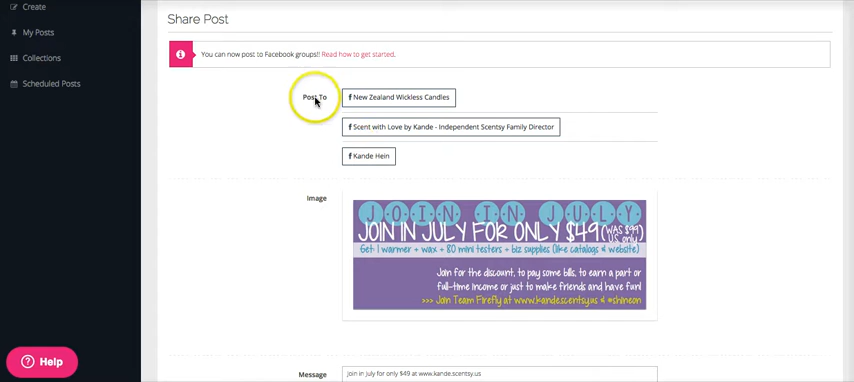 Create
My Posts
Collections
Scheduled Posts
Help
Share Post
You can now post to Facebook groups!! Read how to get started.
Post To
New Zealand Wickless Candles
Scent with Love by Kande - Independent Scentsy Family Director
Kande Hein
Image
JOIN IN JULY
JOIN IN JULY FOR ONLY $49 (WAS $99 US only)
Get: 1 warmer + wax + 80 mini testers + biz supplies (like catalogs & website)
Join for the discount, to pay some bills, to earn a part or
full-time income or just to make friends and have fun!
>>> Join Team Firefly at www.kandescentsy.us & #shineon
Message
Join in July for only $49 at www.kande.scentsy.us